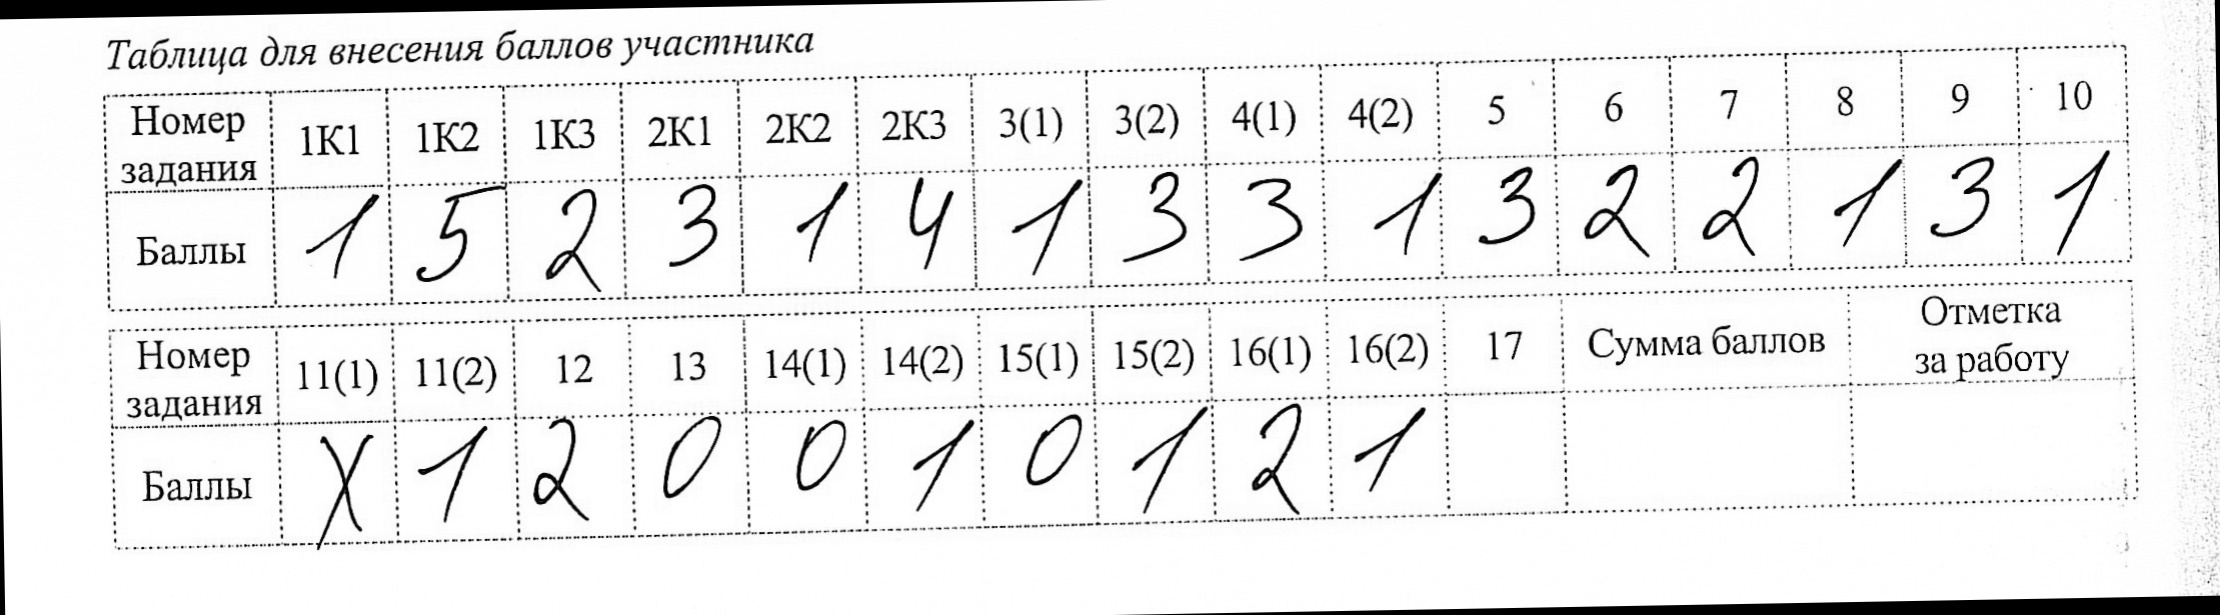 Таблица для внесения баллов участника
Номер задания 1К1 1К2 1К3 2К1 2К2 2К3 3(1) 3(2) 4(1) 4(2) 5 6 7 8 9 10
Баллы 1 5 2 3 1 4 1 3 3 1 3 2 2 1 3 1
Номер задания 11(1) 11(2) 12 13 14(1) 14(2) 15(1) 15(2) 16(1) 16(2) 17 Сумма баллов Отметка за работу
Баллы X 1 2 0 0 1 0 1 2 1